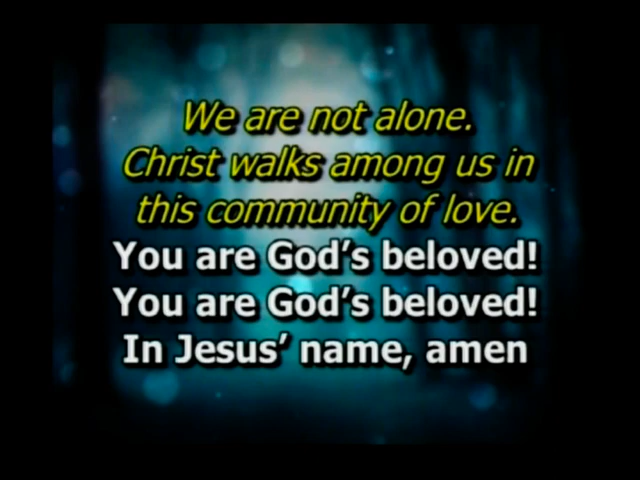 We are not alone.
Christ walks among us in
this community of love.
You are God's beloved!
You are God's beloved!
In Jesus' name, amen